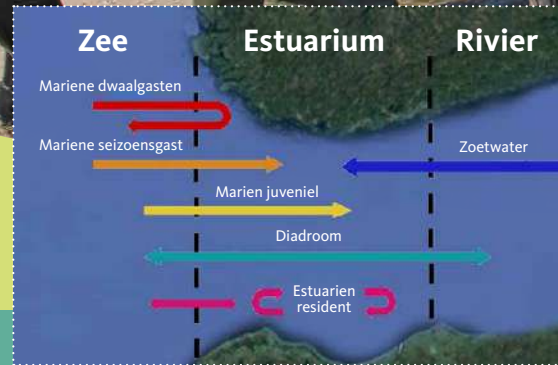 Zee Estuarium Rivier
Mariene dwaalgasten
Mariene seizoensgast
Zoetwater
Marien juveniel
Diadroom
Estuarien
resident